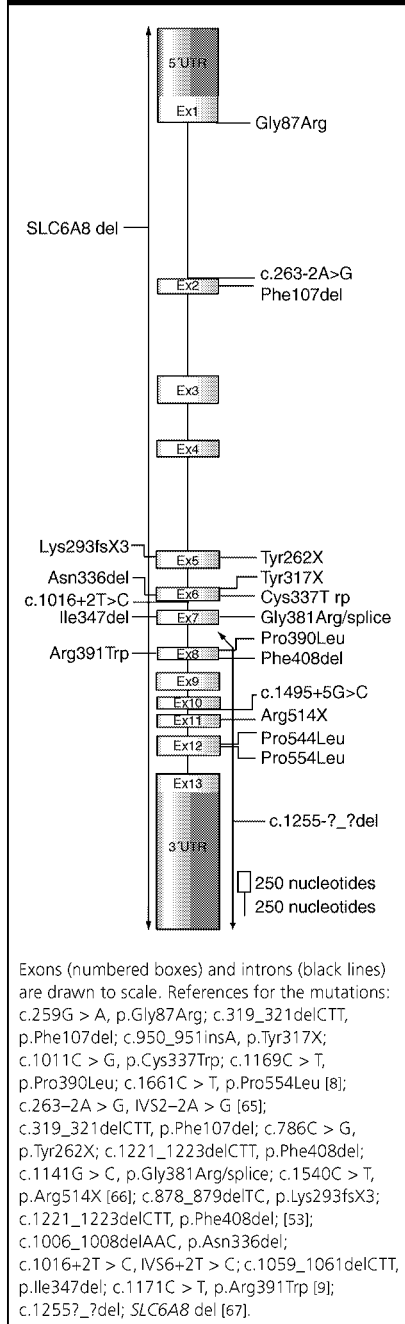 5´UTR
Ex1
Gly87Arg
SLC6A8 del
c.263-2A>G
Ex2
Phe107del
Ex3
Ex4
Lys293fsX3
Ex5
Tyr262X
Asn336del
Tyr317X
Ex6
Cys337T rp
c.1016+2T>C
Ile347del
Ex7
Gly381Arg/splice
Pro390Leu
Arg391Trp
Ex8
Phe408del
Ex9
c.1495+5G>C
Ex10
Ex11
Arg514X
Pro544Leu
Ex12
Pro554Leu
Ex13
c.1255-?_?del
3´UTR
250 nucleotides
250 nucleotides
Exons (numbered boxes) and introns (black lines)
are drawn to scale. References for the mutations:
c.259G > A, p.Gly87Arg; c.319_321delCTT,
p.Phe107del; c.950_951insA, p.Tyr317X;
c.1011C > G, p.Cys337Trp; c.1169C > T,
p.Pro390Leu; c.1661C > T, p.Pro554Leu [8];
c.263–2A > G, IVS2–2A > G [65];
c.319_321delCTT, p.Phe107del; c.786C > G,
p.Tyr262X; c.1221_1223delCTT, p.Phe408del;
c.1141G > C, p.Gly381Arg/splice; c.1540C > T,
p.Arg514X [66]; c.878_879delTC, p.Lys293fsX3;
c.1221_1223delCTT, p.Phe408del; [53];
c.1006_1008delAAC, p.Asn336del;
c.1016+2T > C, IVS6+2T > C; c.1059_1061delCTT,
p.Ile347del; c.1171C > T, p.Arg391Trp [9];
c.1255?_?del; SLC6A8 del [67].